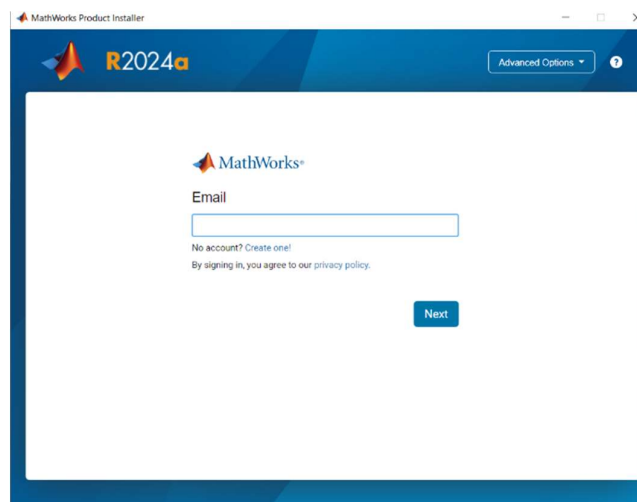 MathWorks Product Installer
R2024a
Advanced Options
?
MathWorks®
Email
No account? Create one!
By signing in, you agree to our privacy policy.
Next